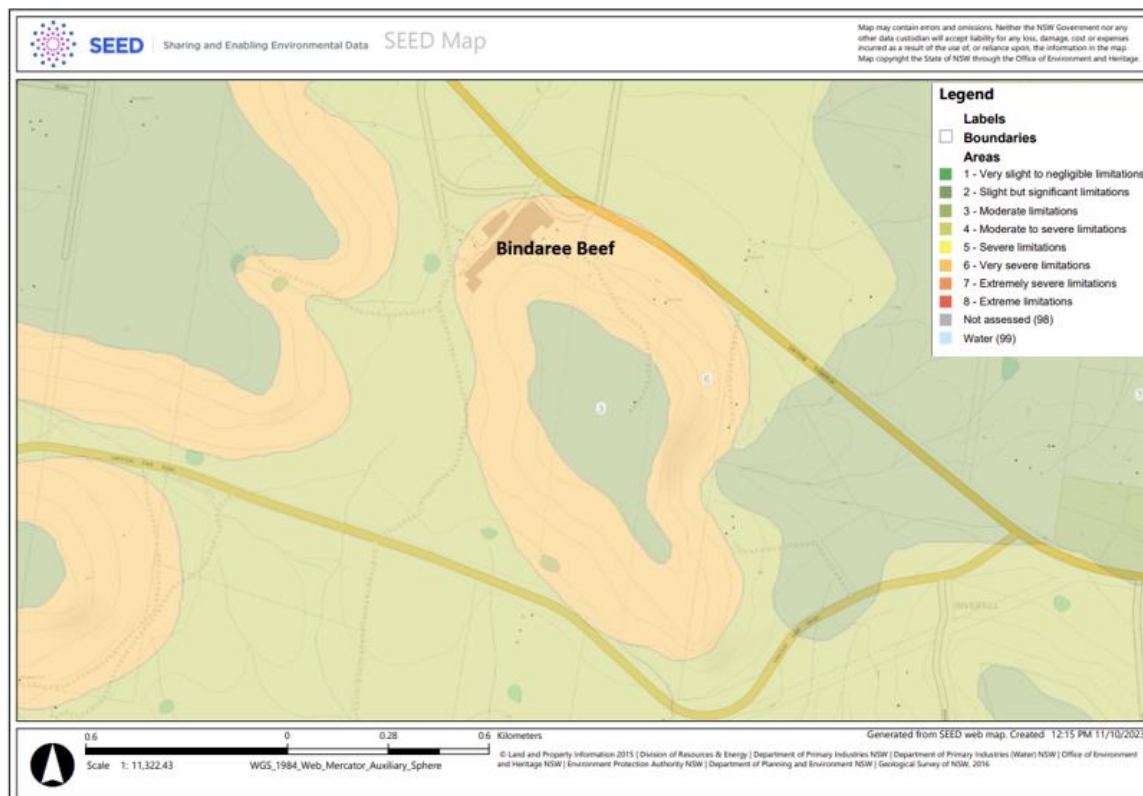 SEED
Sharing and Enabling Environmental Data
SEED Map
Map may contain errors and omissions. Neither the NSW Government nor any
other data custodian will accept liability for any loss, damage, cost or expenses
incurred as a result of the use of, or reliance upon, the information in the map.
Map copyright the State of NSW through the Office of Environment and Heritage.
Legend
Labels
Boundaries
Areas
1 - Very slight to negligible limitations
2 - Slight but significant limitations
3 - Moderate limitations
4 - Moderate to severe limitations
5 - Severe limitations
6 - Very severe limitations
7 - Extremely severe limitations
8 - Extreme limitations
Not assessed (98)
Water (99)
Bindaree Beef
6
3
3
INVERELL
0.6 0 0.28 0.6 Kilometers
Scale 1: 11,322.43
WGS_1984_Web_Mercator_Auxiliary_Sphere
Generated from SEED web map. Created 12:15 PM 11/10/2023
© Land and Property Information 2015 | Division of Resources & Energy | Department of Primary Industries NSW | Department of Primary Industries (Water) NSW | Office of Environment
and Heritage NSW | Environment Protection Authority NSW | Department of Planning and Environment NSW | Geological Survey of NSW, 2016